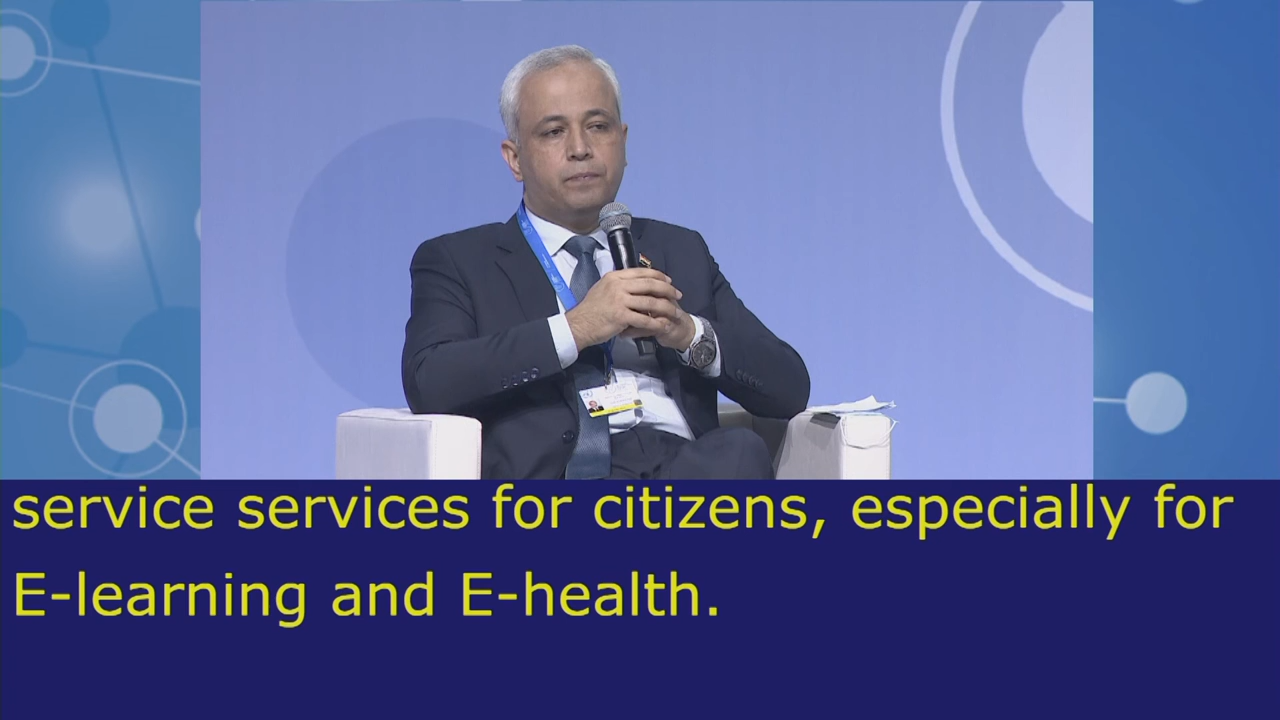 service services for citizens, especially for
E-learning and E-health.